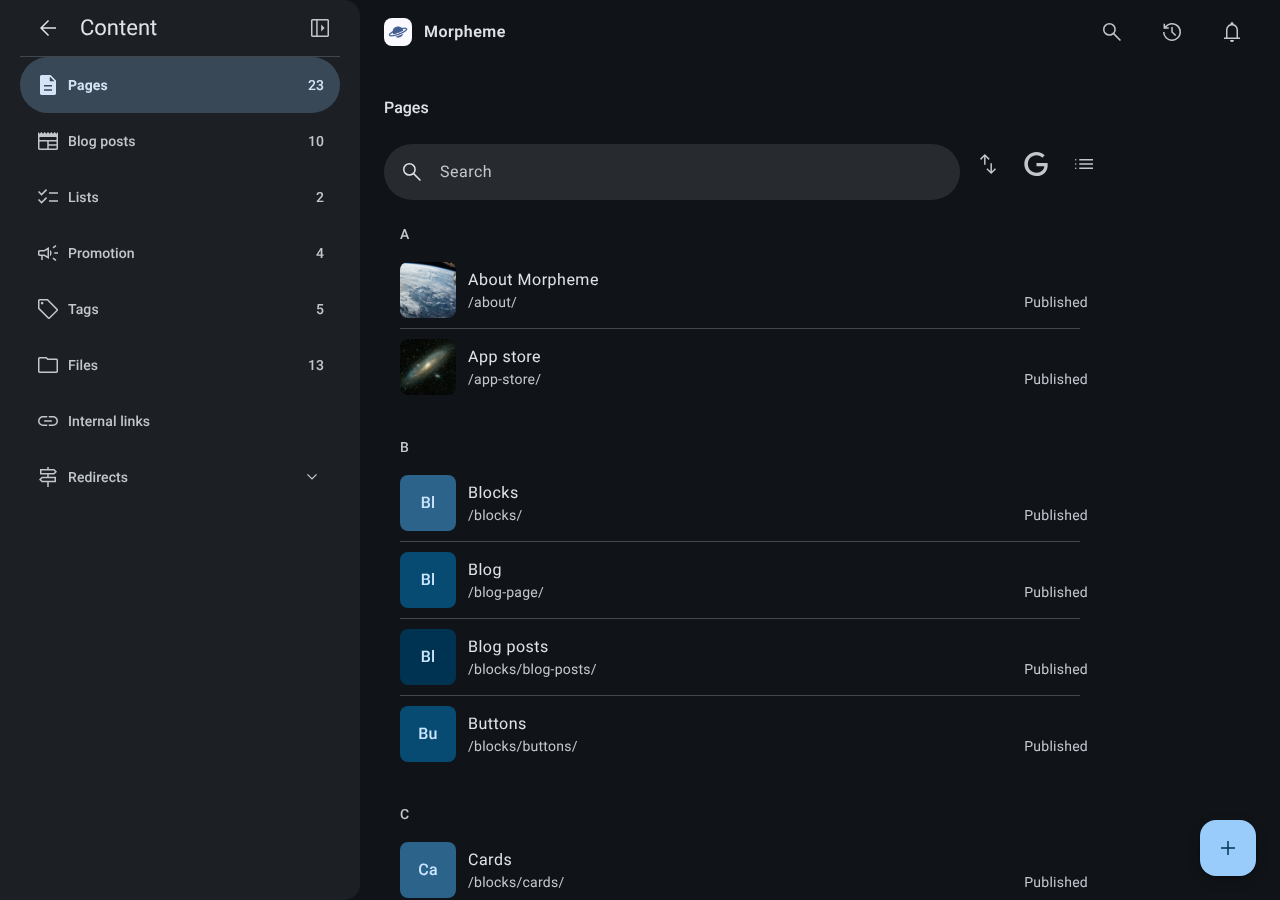 Content
Pages 23
Blog posts 10
Lists 2
Promotion 4
Tags 5
Files 13
Internal links
Redirects
Morpheme
Pages
Search
A
About Morpheme
/about/ Published
App store
/app-store/ Published
B
Bl Blocks
/blocks/ Published
Bl Blog
/blog-page/ Published
Bl Blog posts
/blocks/blog-posts/ Published
Bu Buttons
/blocks/buttons/ Published
C
Ca Cards
/blocks/cards/ Published